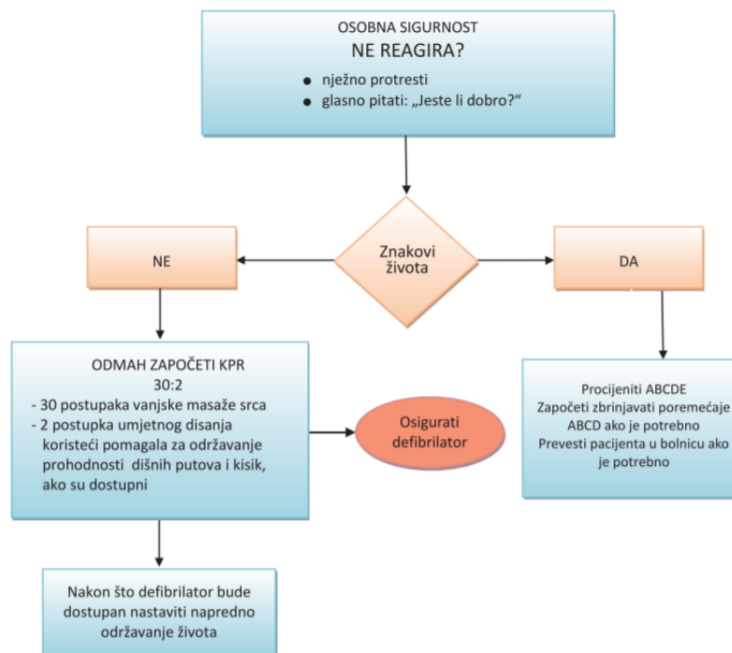 OSOBNA SIGURNOST
NE REAGIRA?
● nježno protresti
● glasno pitati: „Jeste li dobro?“
Znakovi
života
NE
DA
ODMAH ZAPOČETI KPR
30:2
- 30 postupaka vanjske masaže srca
- 2 postupka umjetnog disanja
koristeći pomagala za održavanje
prohodnosti dišnih putova i kisik,
ako su dostupni
Osigurati
defibrilator
Procijeniti ABCDE
Započeti zbrinjavati poremećaje
ABCD ako je potrebno
Prevesti pacijenta u bolnicu ako
je potrebno
Nakon što defibrilator bude
dostupan nastaviti napredno
održavanje života